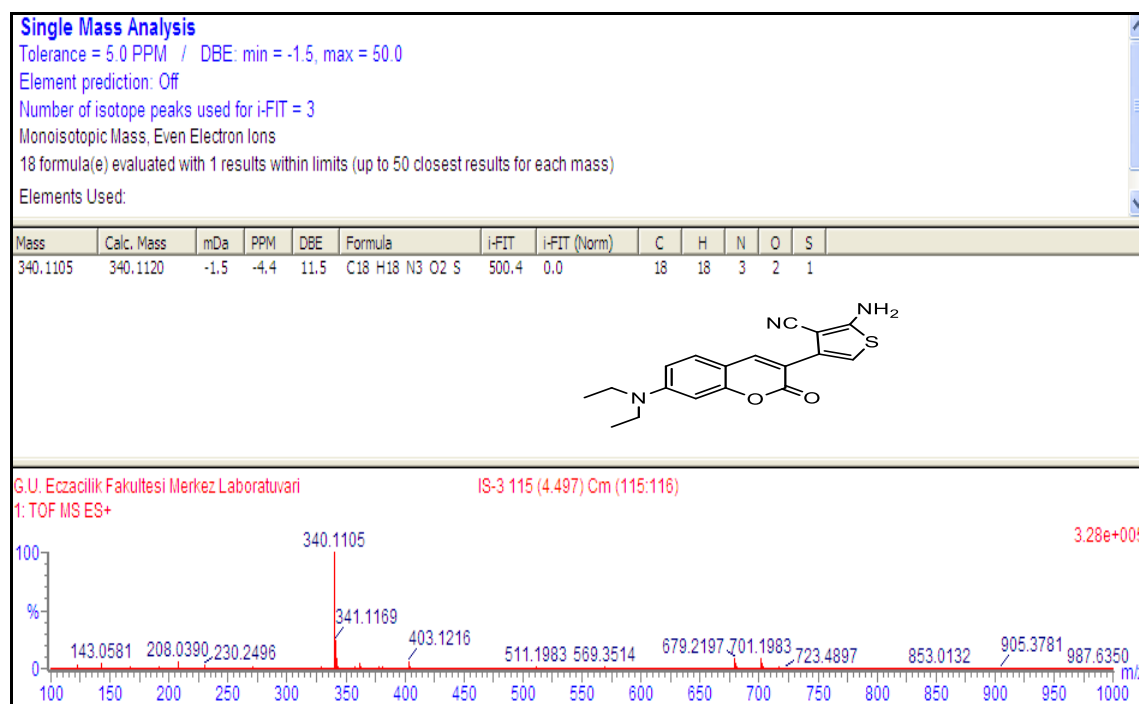 Single Mass Analysis
Tolerance = 5.0 PPM / DBE: min = -1.5, max = 50.0
Element prediction: Off
Number of isotope peaks used for i-FIT = 3
Monoisotopic Mass, Even Electron Ions
18 formula(e) evaluated with 1 results within limits (up to 50 closest results for each mass)
Elements Used:
Mass Calc. Mass mDa PPM DBE Formula i-FIT i-FIT (Norm) C H N O S
340.1105 340.1120 -1.5 -4.4 11.5 C18 H18 N3 O2 S 500.4 0.0 18 18 3 2 1
NC NH2
S
N O O
G.U. Eczacilik Fakultesi Merkez Laboratuvari IS-3 115 (4.497) Cm (115:116)
1: TOF MS ES+
3.28e+005
340.1105
100
%
341.1169
403.1216
143.0581 208.0390 230.2496 511.1983 569.3514 679.2197 701.1983 723.4897 853.0132 905.3781 987.6350
0
m/z
100 150 200 250 300 350 400 450 500 550 600 650 700 750 800 850 900 950 1000